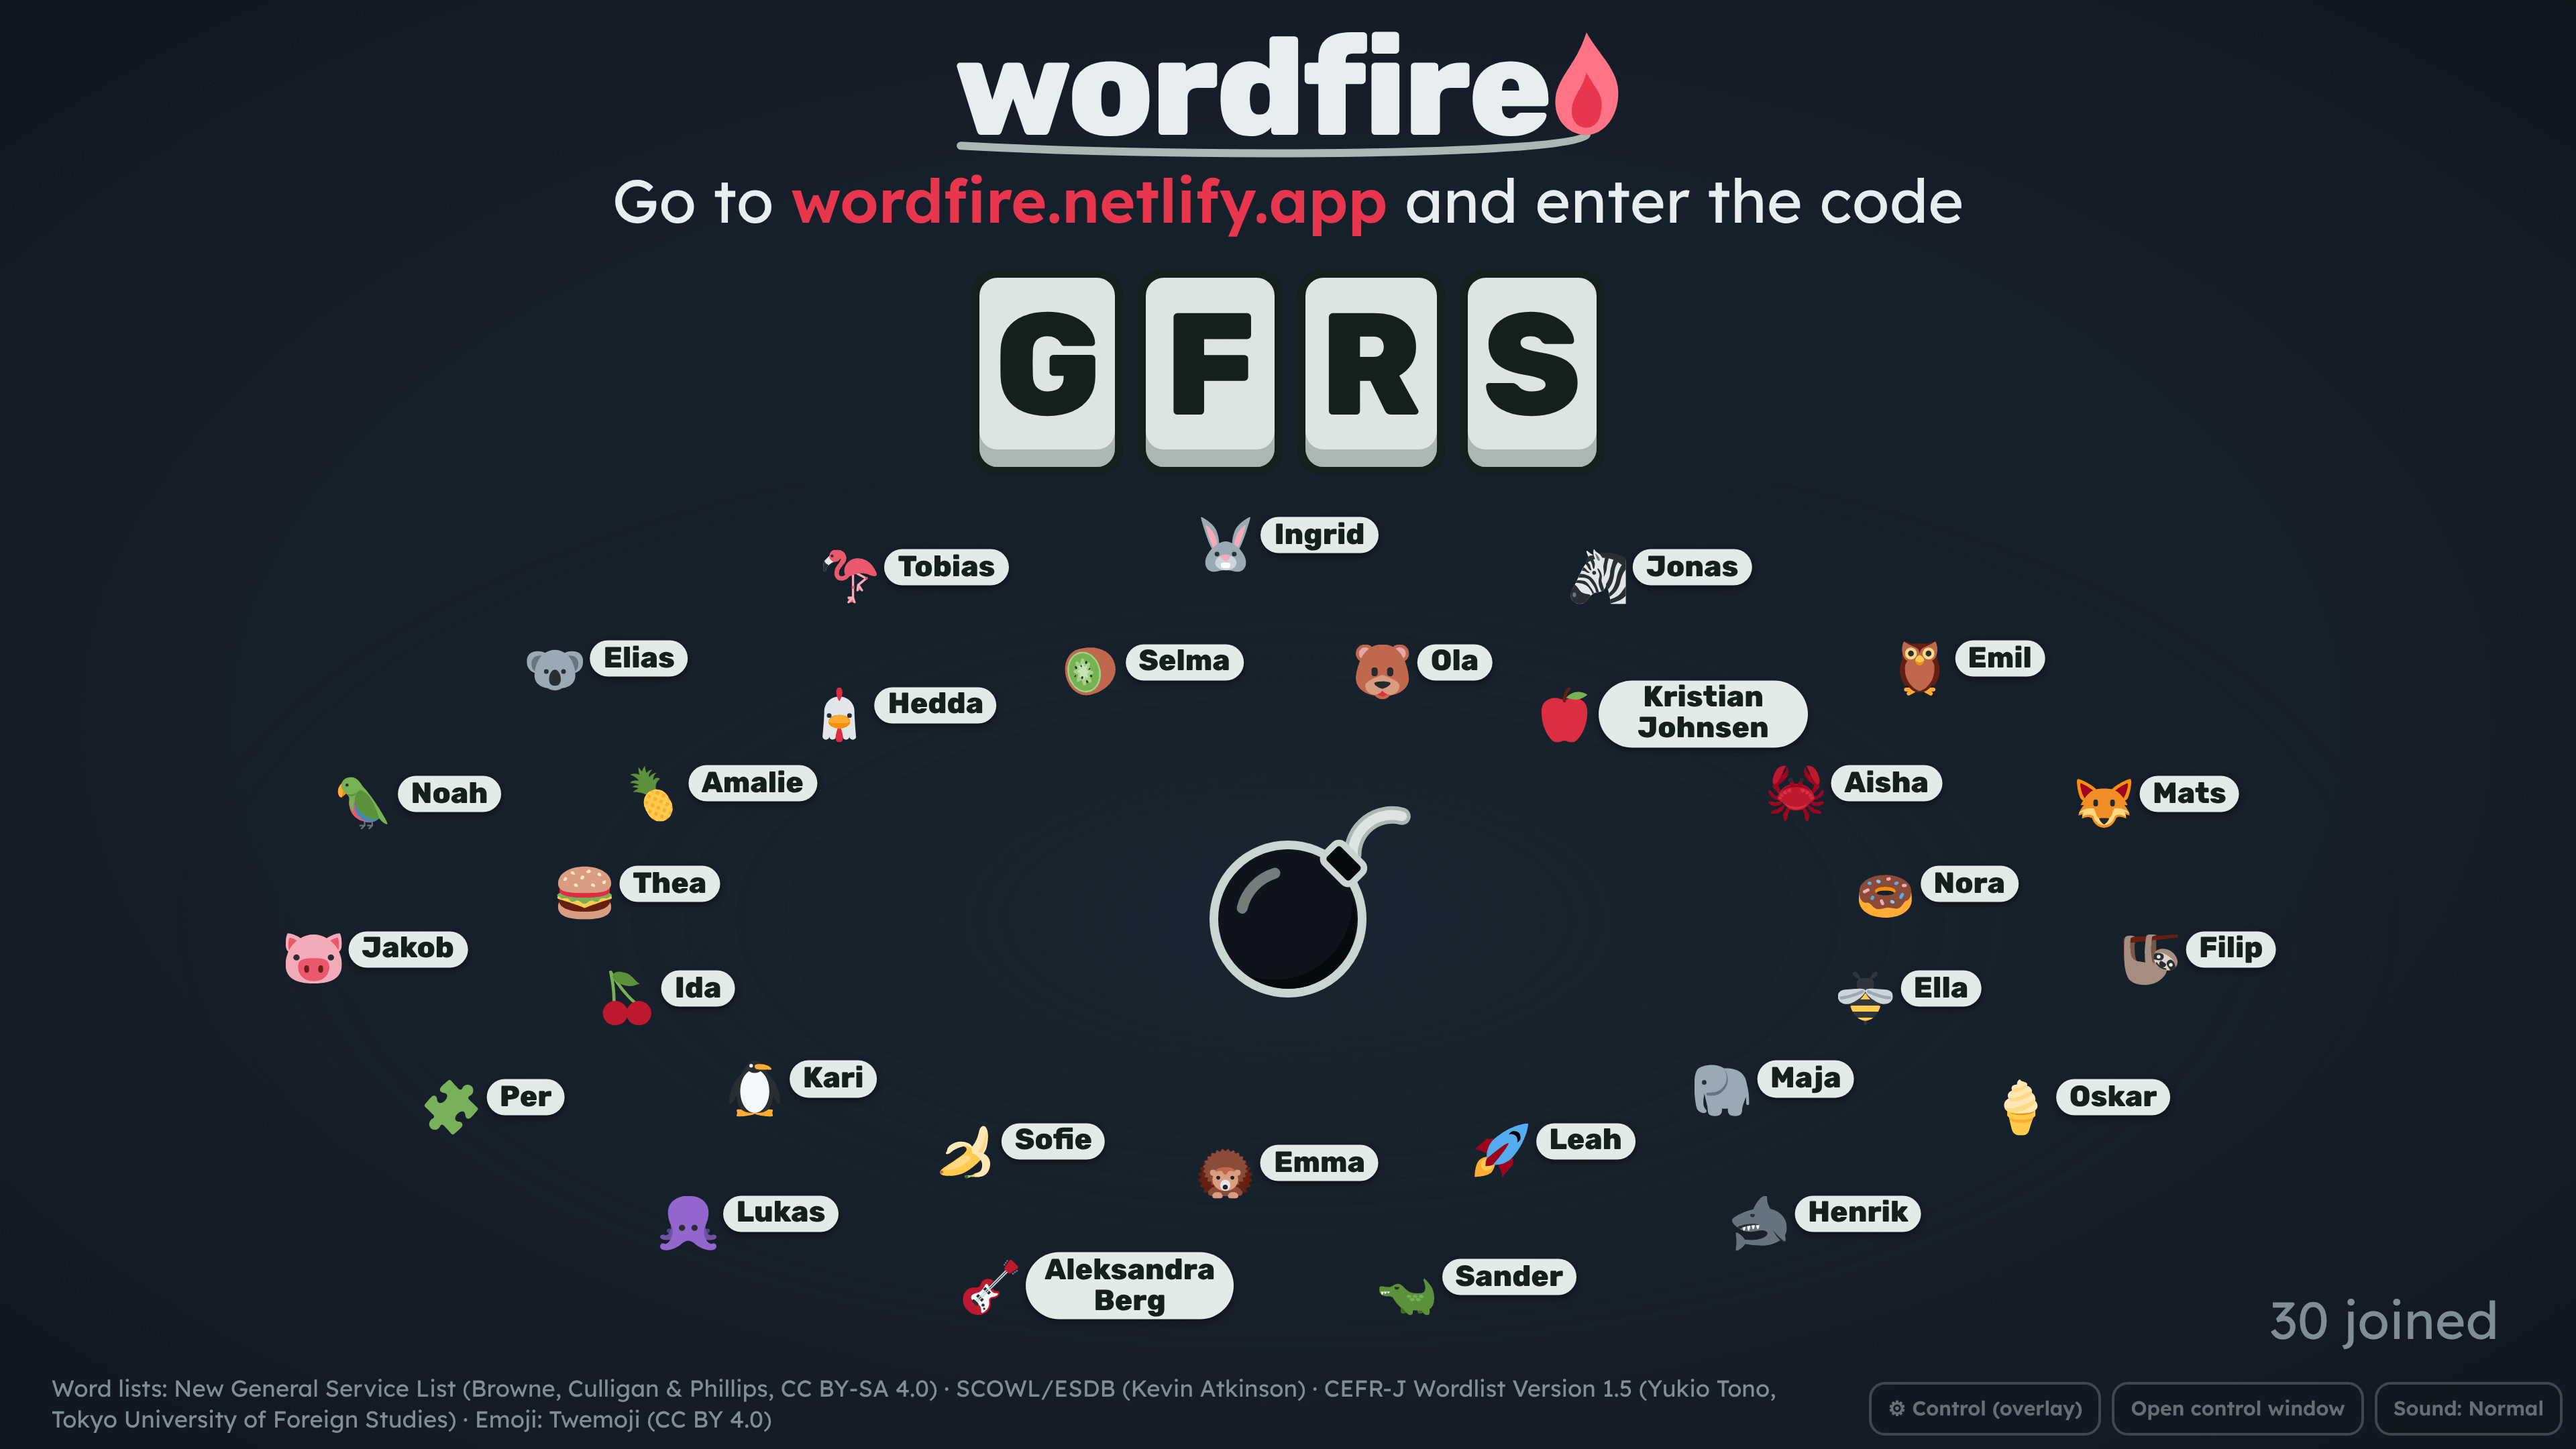 wordfire
Go to wordfire.netlify.app and enter the code
G F R S
Ingrid
Tobias
Jonas
Elias
Selma
Ola
Emil
Hedda
Kristian
Johnsen
Noah
Amalie
Aisha
Mats
Thea
Nora
Jakob
Filip
Ida
Ella
Per
Kari
Maja
Oskar
Sofie
Emma
Leah
Lukas
Henrik
Aleksandra
Berg
Sander
30 joined
Word lists: New General Service List (Browne, Culligan & Phillips, CC BY-SA 4.0) · SCOWL/ESDB (Kevin Atkinson) · CEFR-J Wordlist Version 1.5 (Yukio Tono,
Tokyo University of Foreign Studies) · Emoji: Twemoji (CC BY 4.0)
⚙ Control (overlay)
Open control window
Sound: Normal